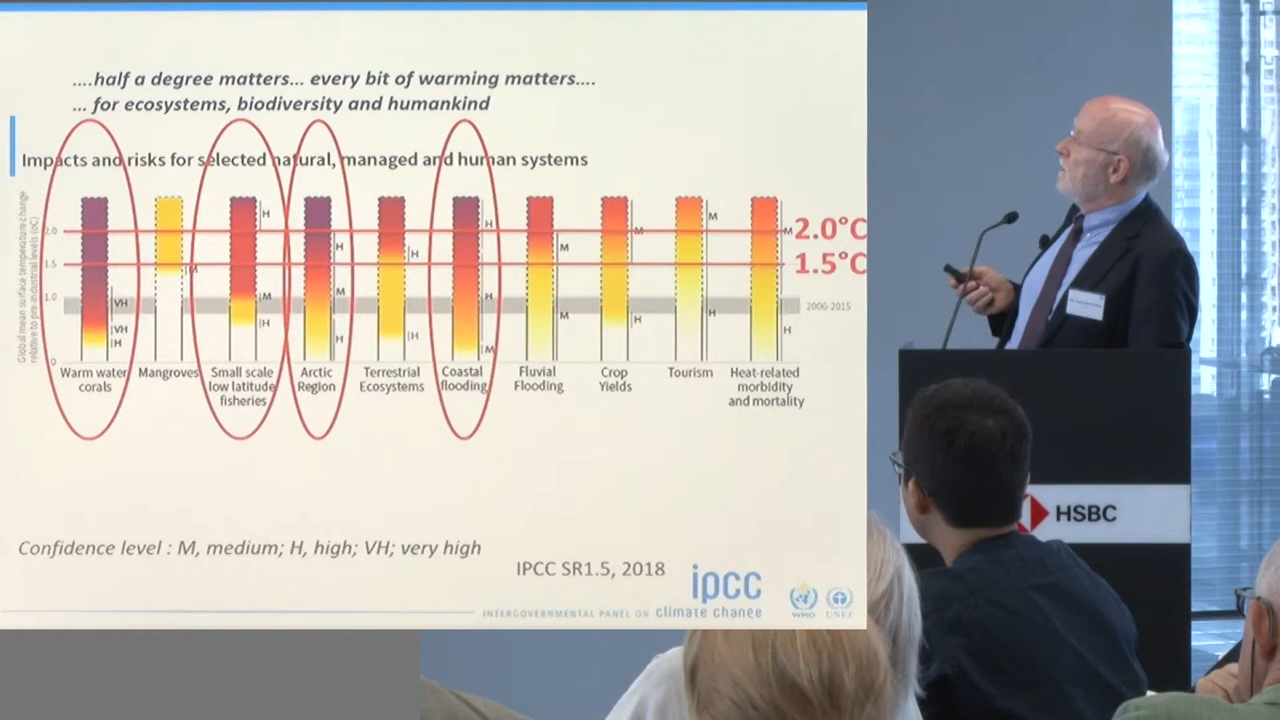 ....half a degree matters... every bit of warming matters....
... for ecosystems, biodiversity and humankind
Impacts and risks for selected natural, managed and human systems
Global mean surface temperature change
relative to pre-industrial levels (oC)
2.0
1.5
1.0
0
VH
VH
H
M
H
M
H
H
M
H
H
H
H
H
M
M
M
M
H
M
H
M
H
2.0°C
1.5°C
2006-2015
Warm water
corals
Mangroves
Small scale
low latitude
fisheries
Arctic
Region
Terrestrial
Ecosystems
Coastal
flooding
Fluvial
Flooding
Crop
Yields
Tourism
Heat-related
morbidity
and mortality
Confidence level : M, medium; H, high; VH; very high
IPCC SR1.5, 2018
ipcc
INTERGOVERNMENTAL PANEL ON climate change
WMO
UNEP
HSBC